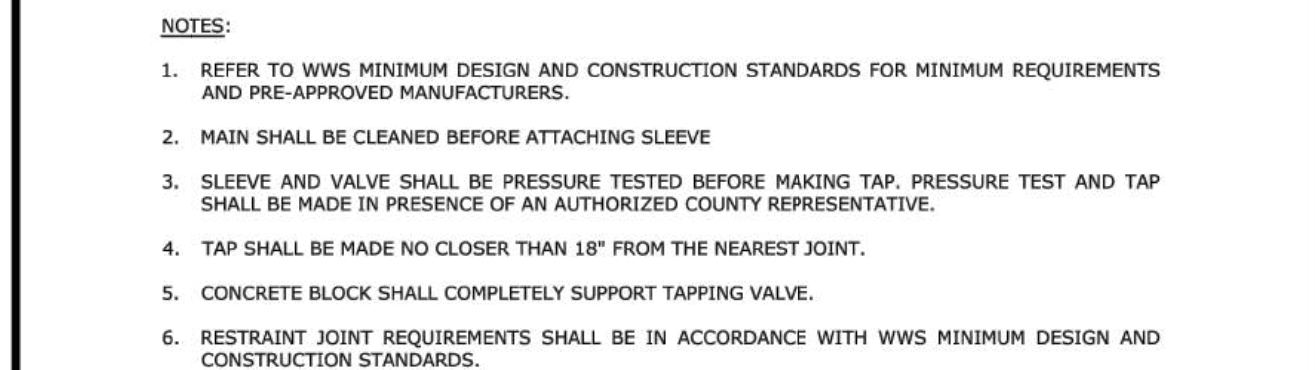 NOTES:
1. REFER TO WWS MINIMUM DESIGN AND CONSTRUCTION STANDARDS FOR MINIMUM REQUIREMENTS
AND PRE-APPROVED MANUFACTURERS.
2. MAIN SHALL BE CLEANED BEFORE ATTACHING SLEEVE
3. SLEEVE AND VALVE SHALL BE PRESSURE TESTED BEFORE MAKING TAP. PRESSURE TEST AND TAP
SHALL BE MADE IN PRESENCE OF AN AUTHORIZED COUNTY REPRESENTATIVE.
4. TAP SHALL BE MADE NO CLOSER THAN 18" FROM THE NEAREST JOINT.
5. CONCRETE BLOCK SHALL COMPLETELY SUPPORT TAPPING VALVE.
6. RESTRAINT JOINT REQUIREMENTS SHALL BE IN ACCORDANCE WITH WWS MINIMUM DESIGN AND
CONSTRUCTION STANDARDS.